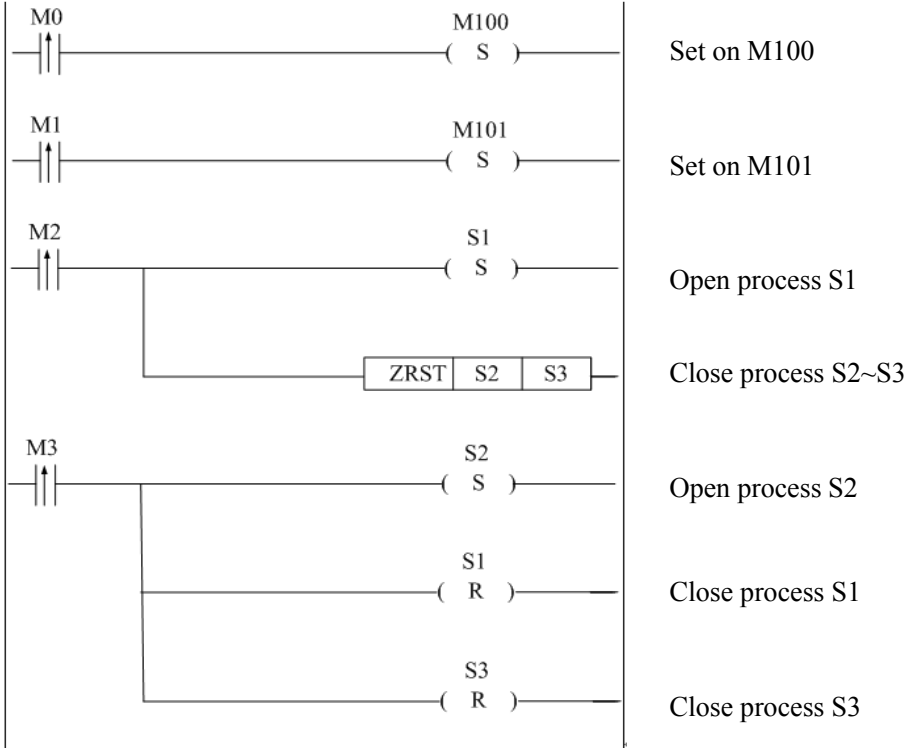 M0
M100
( S )
Set on M100
M1
M101
( S )
Set on M101
M2
S1
( S )
Open process S1
ZRST S2 S3
Close process S2~S3
M3
S2
( S )
Open process S2
S1
( R )
Close process S1
S3
( R )
Close process S3